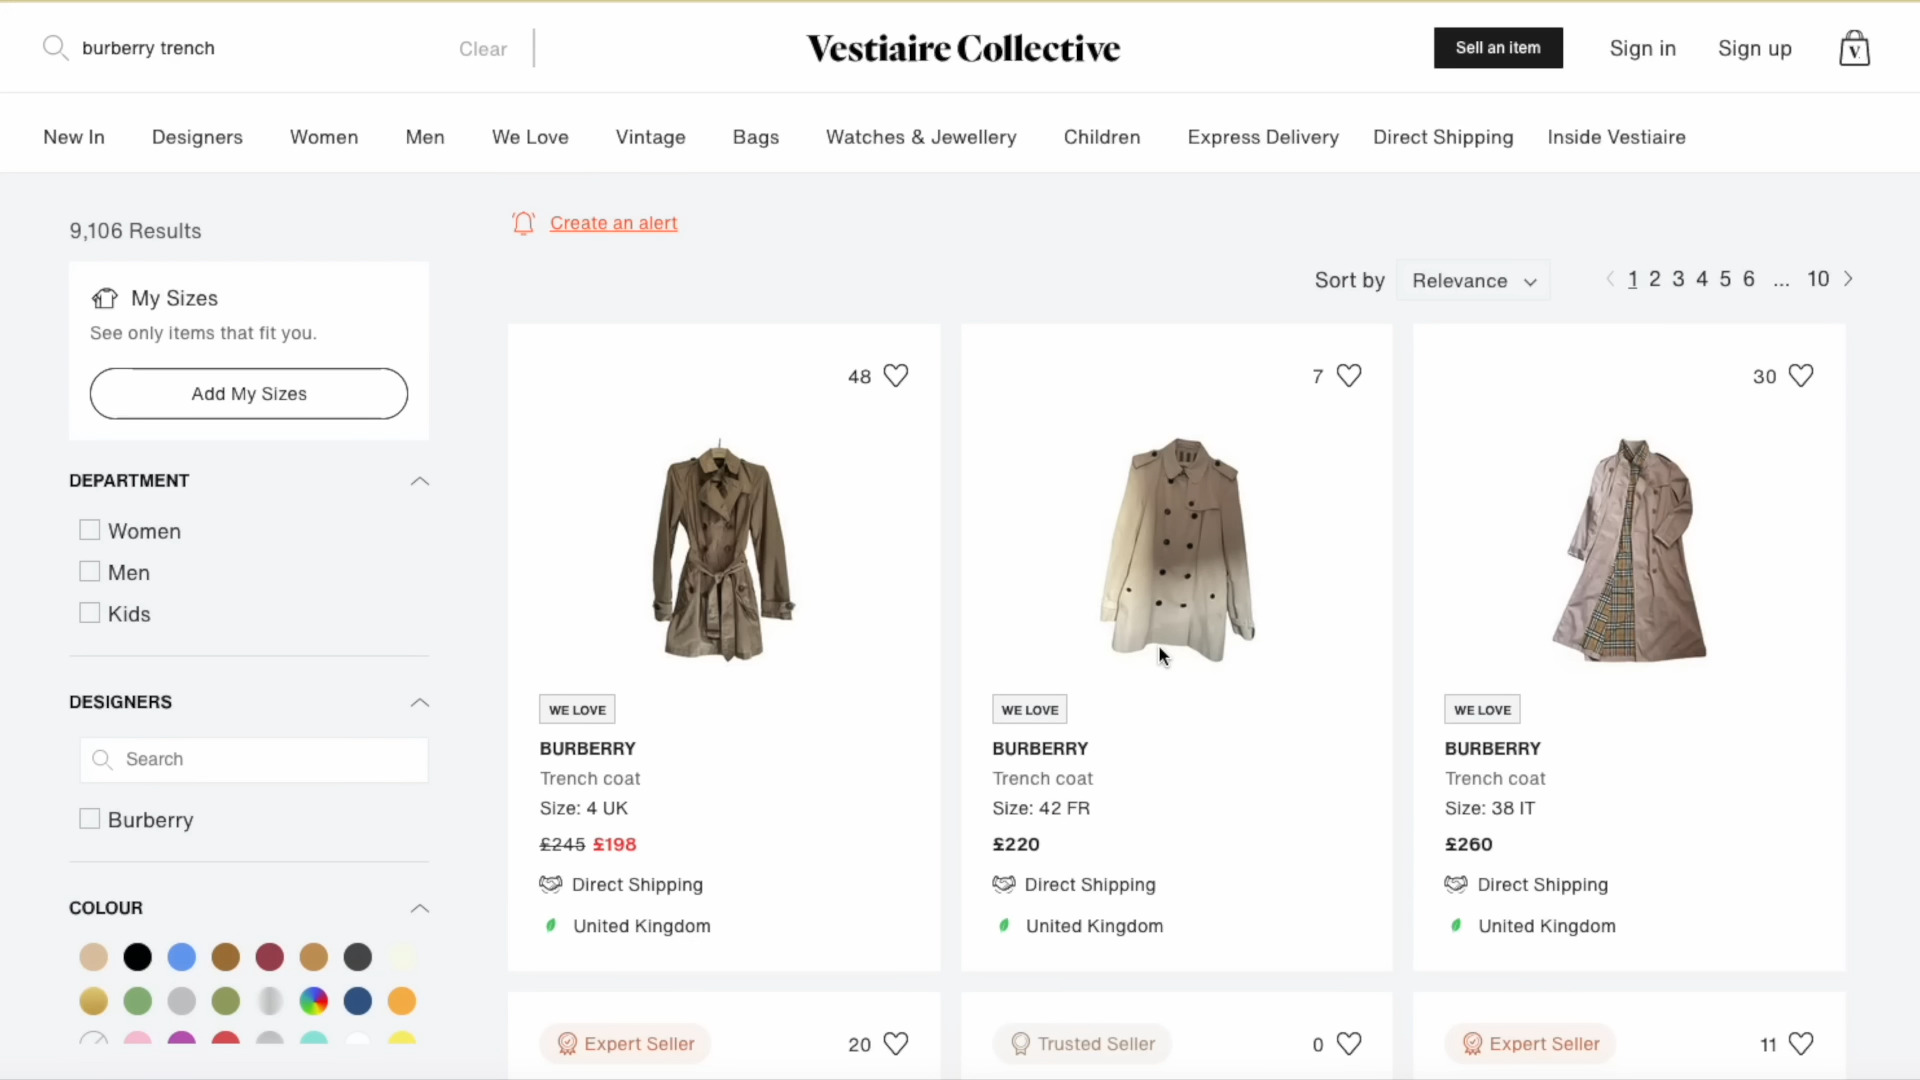 burberry trench
Clear
Vestiaire Collective
Sell an item
Sign in
Sign up
V
New In
Designers
Women
Men
We Love
Vintage
Bags
Watches & Jewellery
Children
Express Delivery
Direct Shipping
Inside Vestiaire
9,106 Results
Create an alert
My Sizes
See only items that fit you.
Add My Sizes
Sort by
Relevance
1 2 3 4 5 6 ... 10
DEPARTMENT
Women
Men
Kids
DESIGNERS
Search
Burberry
COLOUR
48
WE LOVE
BURBERRY
Trench coat
Size: 4 UK
£245 £198
Direct Shipping
United Kingdom
7
WE LOVE
BURBERRY
Trench coat
Size: 42 FR
£220
Direct Shipping
United Kingdom
30
WE LOVE
BURBERRY
Trench coat
Size: 38 IT
£260
Direct Shipping
United Kingdom
Expert Seller
20
Trusted Seller
0
Expert Seller
11